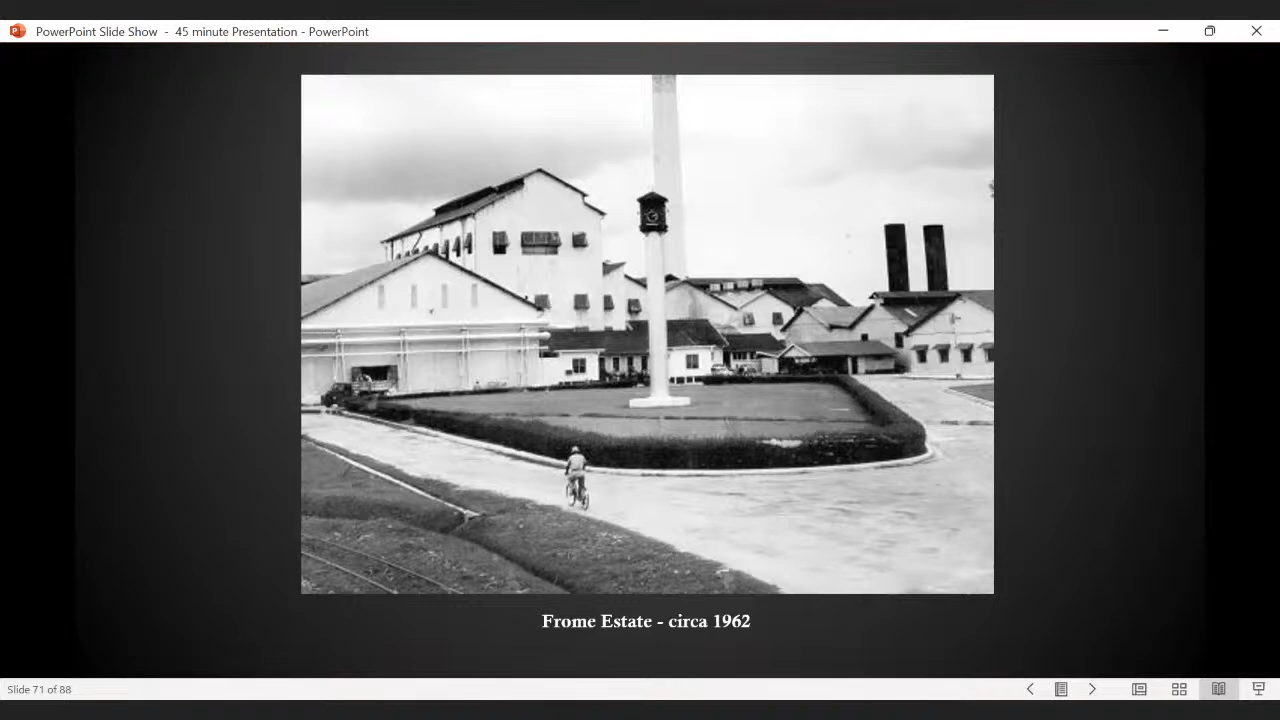 PowerPoint Slide Show - 45 minute Presentation - PowerPoint
Frome Estate - circa 1962
Slide 71 of 88